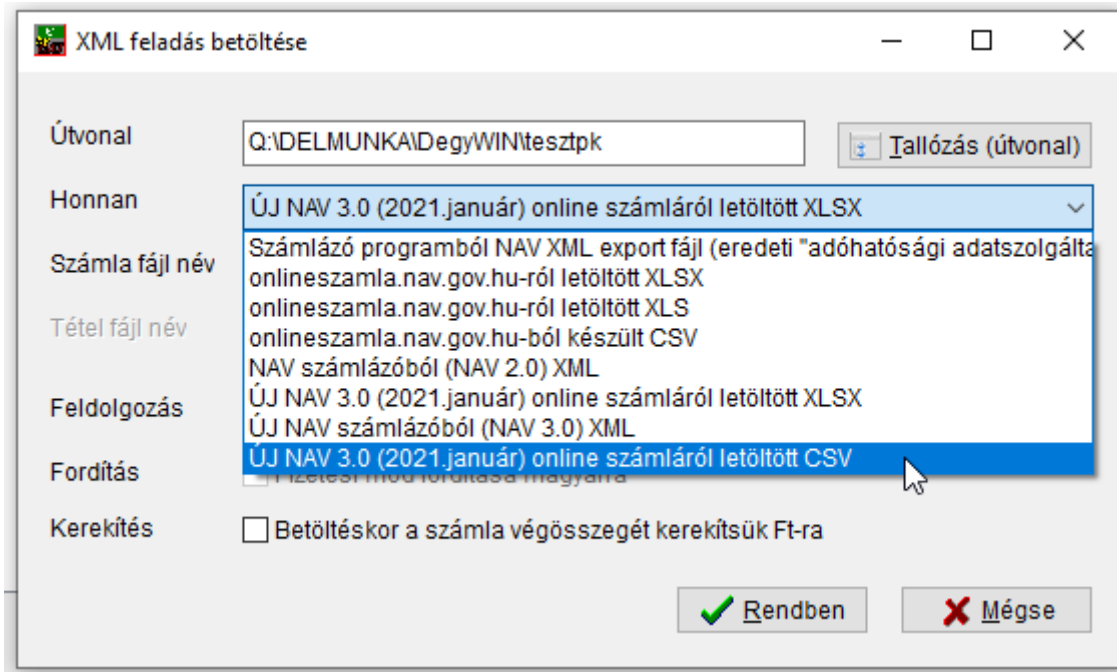 XML feladás betöltése
Útvonal
Q:\DELMUNKA\DegyWIN\tesztpk
Tallózás (útvonal)
Honnan
ÚJ NAV 3.0 (2021.január) online számláról letöltött XLSX
Számlázó programból NAV XML export fájl (eredeti "adóhatósági adatszolgálta
Számla fájl név
onlineszamla.nav.gov.hu-ról letöltött XLSX
onlineszamla.nav.gov.hu-ról letöltött XLS
Tétel fájl név
onlineszamla.nav.gov.hu-ból készült CSV
NAV számlázóból (NAV 2.0) XML
ÚJ NAV 3.0 (2021.január) online számláról letöltött XLSX
Feldolgozás
ÚJ NAV számlázóból (NAV 3.0) XML
ÚJ NAV 3.0 (2021.január) online számláról letöltött CSV
Fordítás
Fizetési mód fordítása magyarra
Kerekítés
Betöltéskor a számla végösszegét kerekítsük Ft-ra
Rendben
Mégse